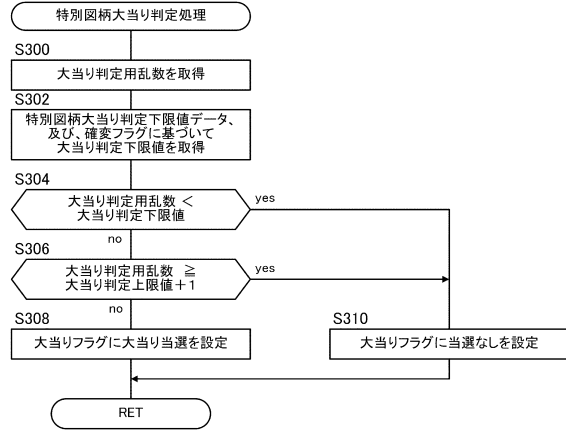 特別図柄大当り判定処理
S300
大当り判定用乱数を取得
S302
特別図柄大当り判定下限値データ、
及び、確変フラグに基づいて
大当り判定下限値を取得
S304
大当り判定用乱数 <
大当り判定下限値
yes
no
S306
大当り判定用乱数 ≧
大当り判定上限値+1
yes
no
S308
大当りフラグに大当り当選を設定
S310
大当りフラグに当選なしを設定
RET